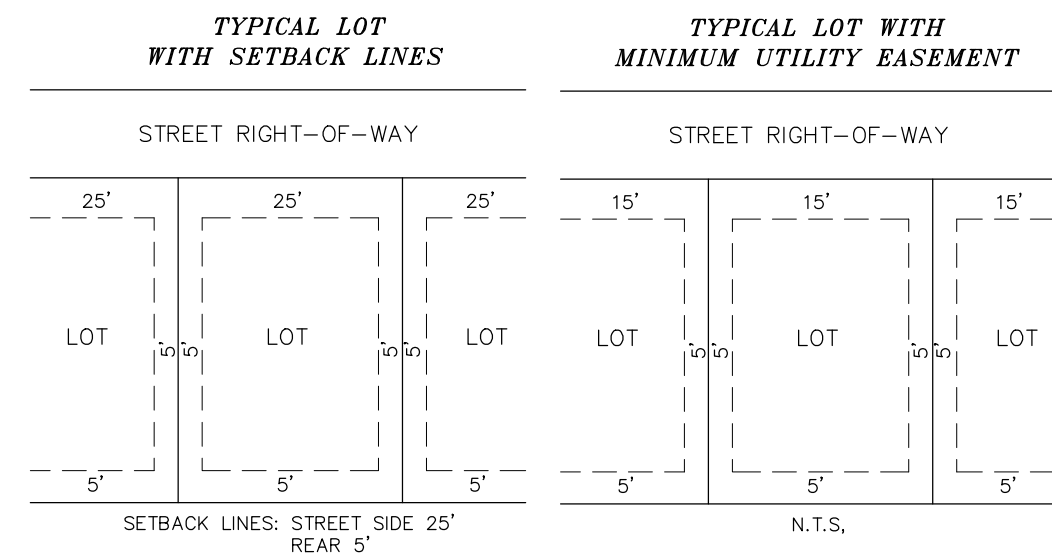 TYPICAL LOT
WITH SETBACK LINES
STREET RIGHT-OF-WAY
25' 25' 25'
LOT LOT LOT
5' 5' 5' 5'
5' 5' 5'
SETBACK LINES: STREET SIDE 25'
REAR 5'
TYPICAL LOT WITH
MINIMUM UTILITY EASEMENT
STREET RIGHT-OF-WAY
15' 15' 15'
LOT LOT LOT
5' 5' 5' 5'
5' 5' 5'
N.T.S,